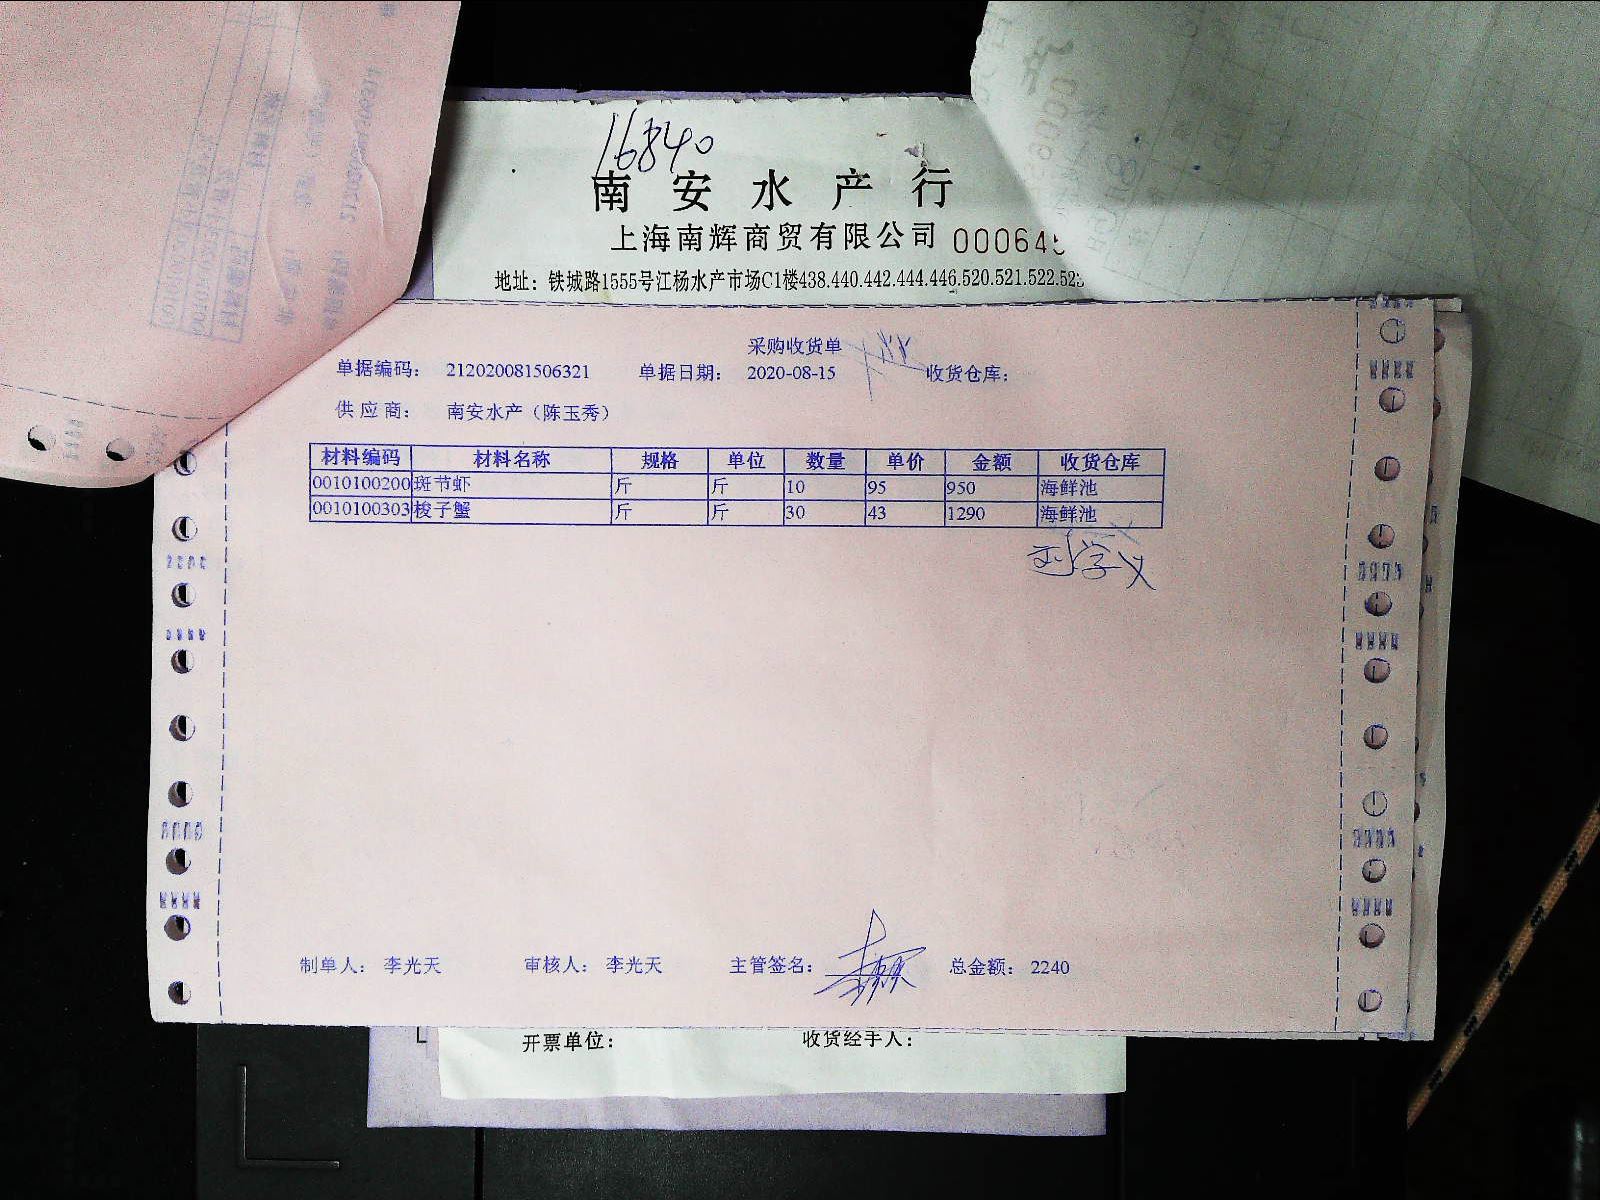 16840
南安水产行
上海南辉商贸有限公司 000645
地址：铁城路1555号江杨水产市场C1楼438.440.442.444.446.520.521.522.523
采购收货单
单据编码： 212020081506321 单据日期： 2020-08-15 收货仓库：
供应商： 南安水产（陈玉秀）
材料编码 材料名称 规格 单位 数量 单价 金额 收货仓库
0010100200 斑节虾 斤 斤 10 95 950 海鲜池
0010100303 梭子蟹 斤 斤 30 43 1290 海鲜池
刘学义
制单人： 李光天 审核人： 李光天 主管签名： 总金额： 2240
开票单位： 收货经手人：